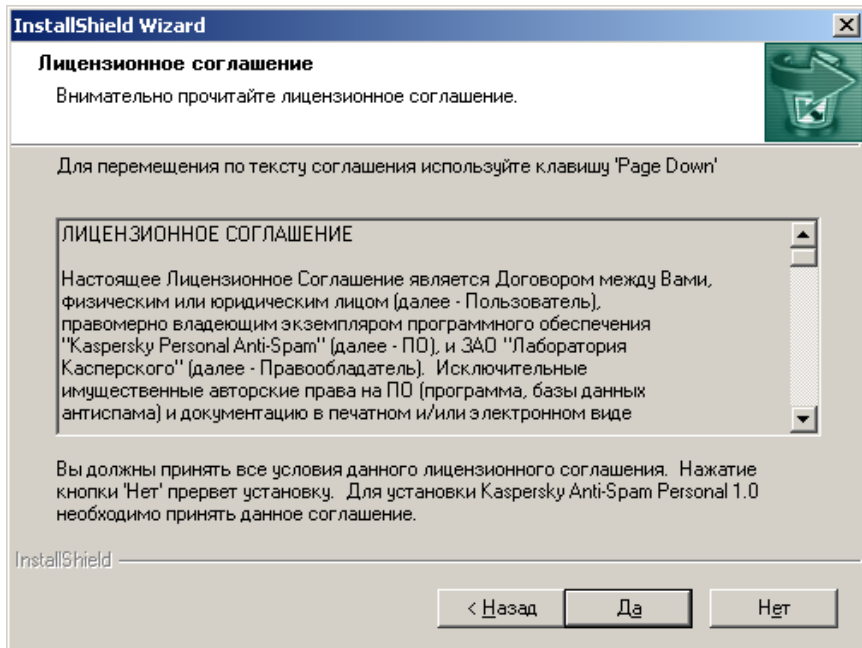 InstallShield Wizard
Лицензионное соглашение
Внимательно прочитайте лицензионное соглашение.
Для перемещения по тексту соглашения используйте клавишу 'Page Down'
ЛИЦЕНЗИОННОЕ СОГЛАШЕНИЕ
Настоящее Лицензионное Соглашение является Договором между Вами,
физическим или юридическим лицом (далее - Пользователь),
правомерно владеющим экземпляром программного обеспечения
"Kaspersky Personal Anti-Spam" (далее - ПО), и ЗАО "Лаборатория
Касперского" (далее - Правообладатель).  Исключительные
имущественные авторские права на ПО (программа, базы данных
антиспама) и документацию в печатном и/или электронном виде
Вы должны принять все условия данного лицензионного соглашения.  Нажатие
кнопки 'Нет' прервет установку.  Для установки Kaspersky Anti-Spam Personal 1.0
необходимо принять данное соглашение.
InstallShield
< Назад
Да
Нет